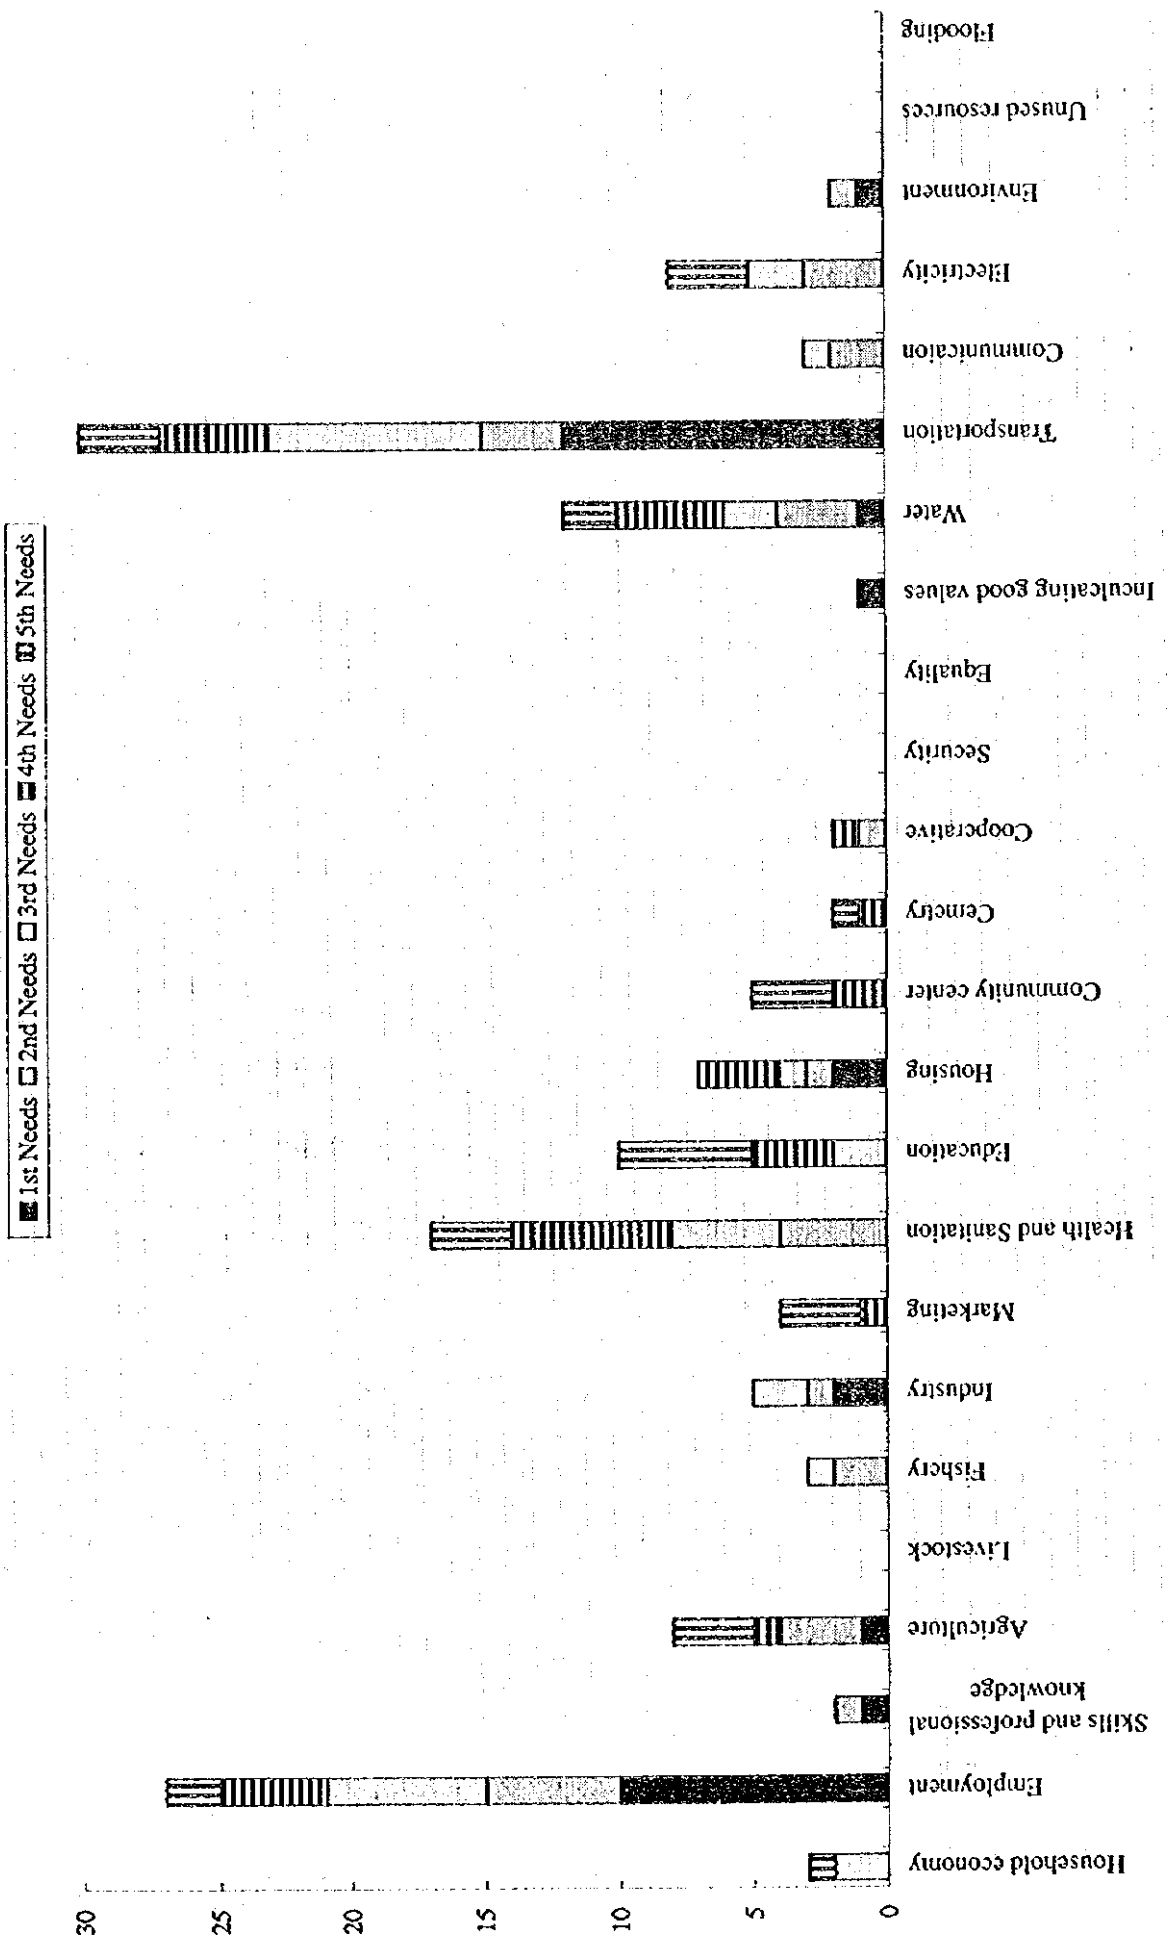 1st Needs 2nd Needs 3rd Needs 4th Needs 5th Needs
30
25
20
15
10
5
0
Household economy
Employment
Skills and professional
knowledge
Agriculture
Livestock
Fishery
Industry
Marketing
Health and Sanitation
Education
Housing
Community center
Cemetry
Cooperative
Security
Equality
Inculcating good values
Water
Transportation
Communicaion
Electricity
Environment
Unused resources
Flooding